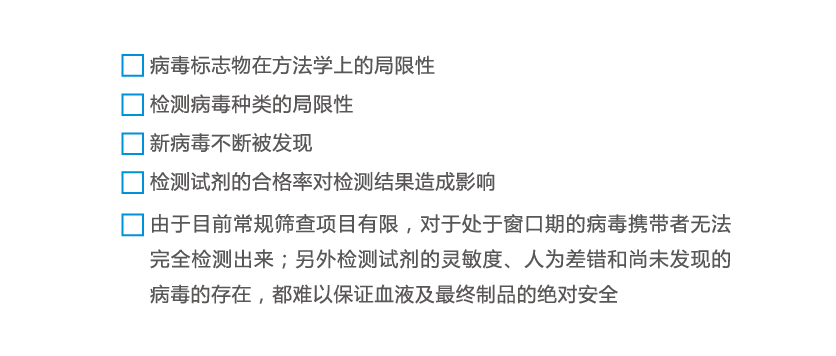 病毒标志物在方法学上的局限性
检测病毒种类的局限性
新病毒不断被发现
检测试剂的合格率对检测结果造成影响
由于目前常规筛查项目有限，对于处于窗口期的病毒携带者无法
完全检测出来；另外检测试剂的灵敏度、人为差错和尚未发现的
病毒的存在，都难以保证血液及最终制品的绝对安全